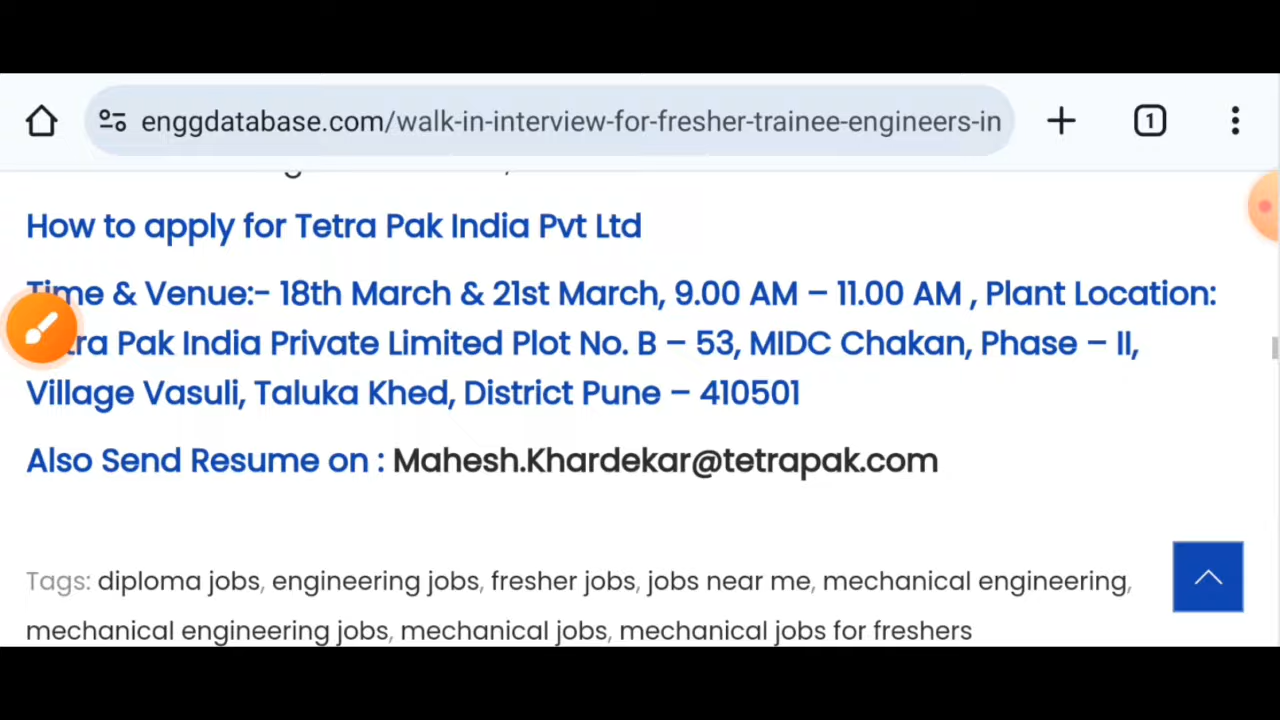 enggdatabase.com/walk-in-interview-for-fresher-trainee-engineers-in
1
How to apply for Tetra Pak India Pvt Ltd
Time & Venue:- 18th March & 21st March, 9.00 AM – 11.00 AM , Plant Location:
tra Pak India Private Limited Plot No. B – 53, MIDC Chakan, Phase – II,
Village Vasuli, Taluka Khed, District Pune – 410501
Also Send Resume on : Mahesh.Khardekar@tetrapak.com
Tags: diploma jobs, engineering jobs, fresher jobs, jobs near me, mechanical engineering,
mechanical engineering jobs, mechanical jobs, mechanical jobs for freshers